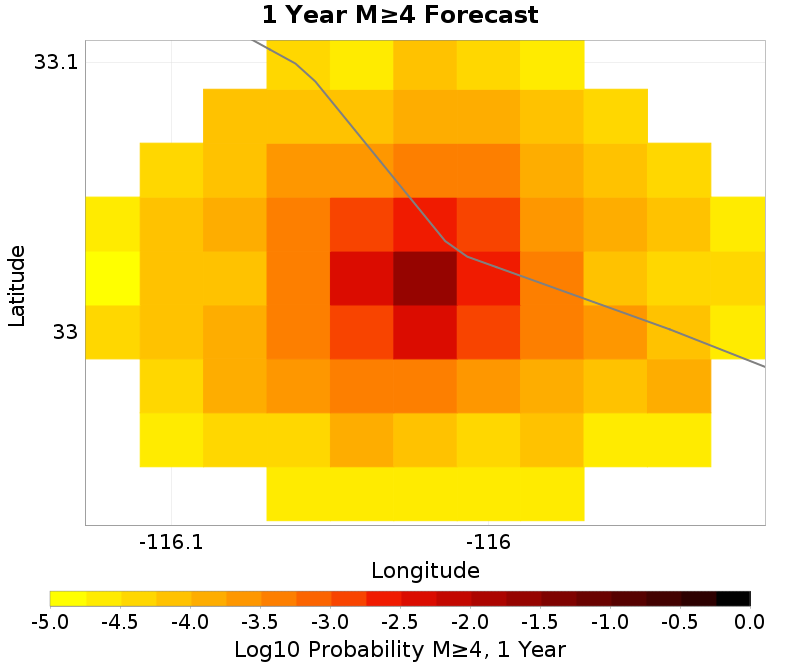 1 Year M≥4 Forecast
33.1
33
Latitude
-116.1 -116
Longitude
-5.0 -4.5 -4.0 -3.5 -3.0 -2.5 -2.0 -1.5 -1.0 -0.5 0.0
Log10 Probability M≥4, 1 Year